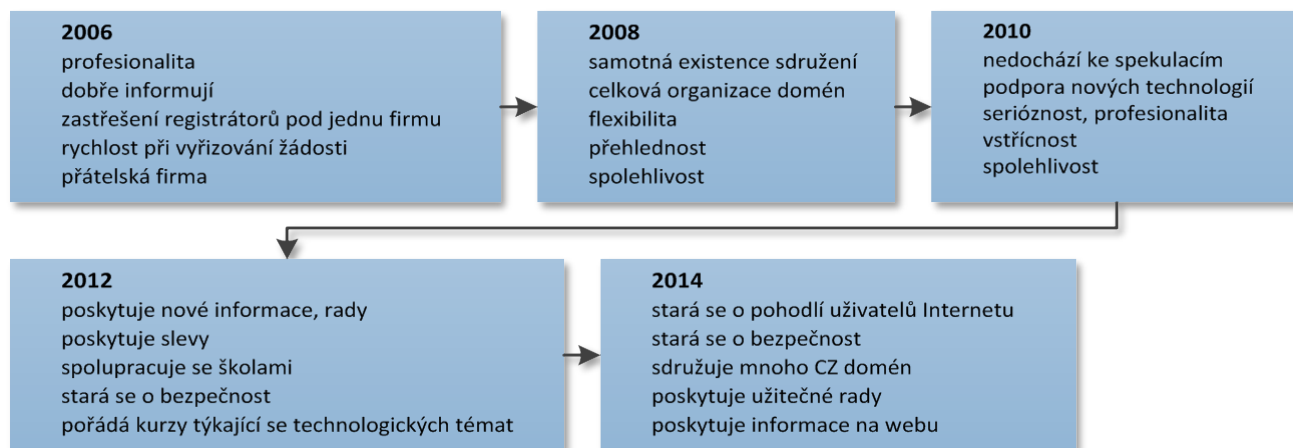 2006
profesionalita
dobře informují
zastřešení registrátorů pod jednu firmu
rychlost při vyřizování žádosti
přátelská firma
2008
samotná existence sdružení
celková organizace domén
flexibilita
přehlednost
spolehlivost
2010
nedochází ke spekulacím
podpora nových technologií
serióznost, profesionalita
vstřícnost
spolehlivost
2012
poskytuje nové informace, rady
poskytuje slevy
spolupracuje se školami
stará se o bezpečnost
pořádá kurzy týkající se technologických témat
2014
stará se o pohodlí uživatelů Internetu
stará se o bezpečnost
sdružuje mnoho CZ domén
poskytuje užitečné rady
poskytuje informace na webu